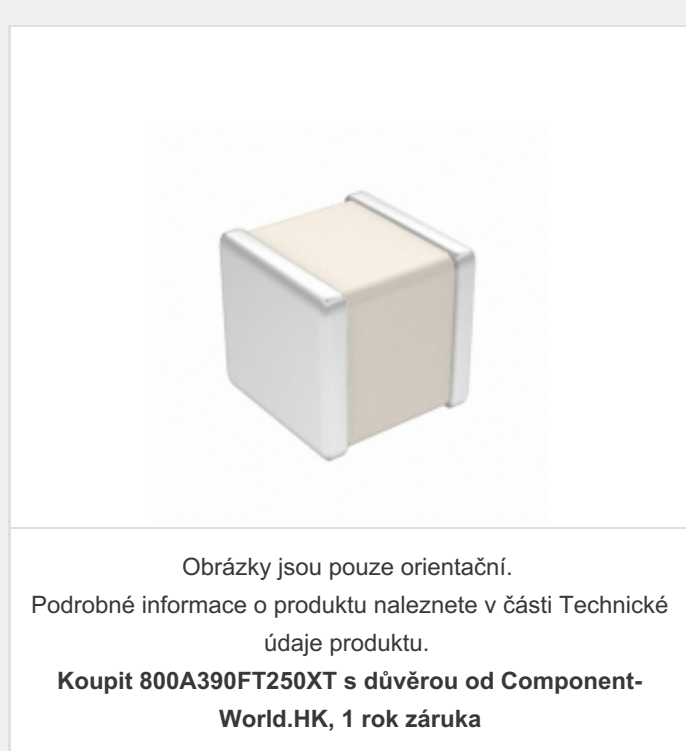 Obrázky jsou pouze orientační.
Podrobné informace o produktu naleznete v části Technické
údaje produktu.
Koupit 800A390FT250XT s důvěrou od Component-
World.HK, 1 rok záruka